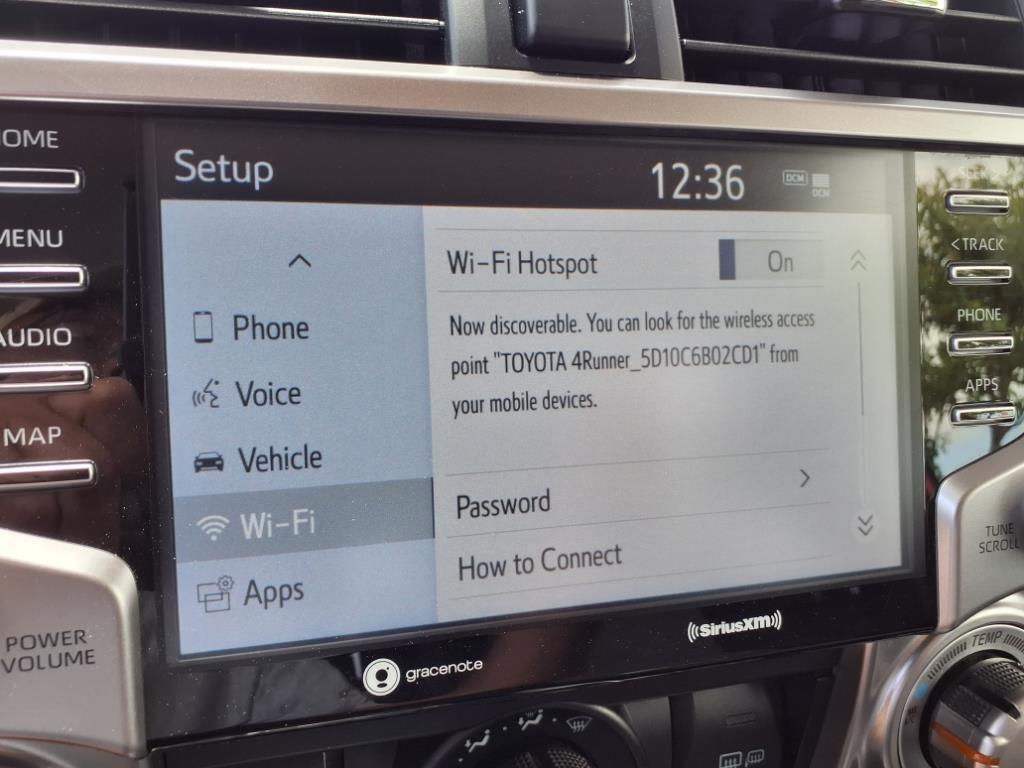 Setup
12:36
DCM
DCM
HOME
MENU
AUDIO
MAP
POWER
VOLUME
Phone
Voice
Vehicle
Wi-Fi
Apps
Wi-Fi Hotspot
On
Now discoverable. You can look for the wireless access
point "TOYOTA 4Runner_5D10C6B02CD1" from
your mobile devices.
Password
How to Connect
< TRACK
PHONE
APPS
TUNE
SCROLL
gracenote
SiriusXM
TEMP